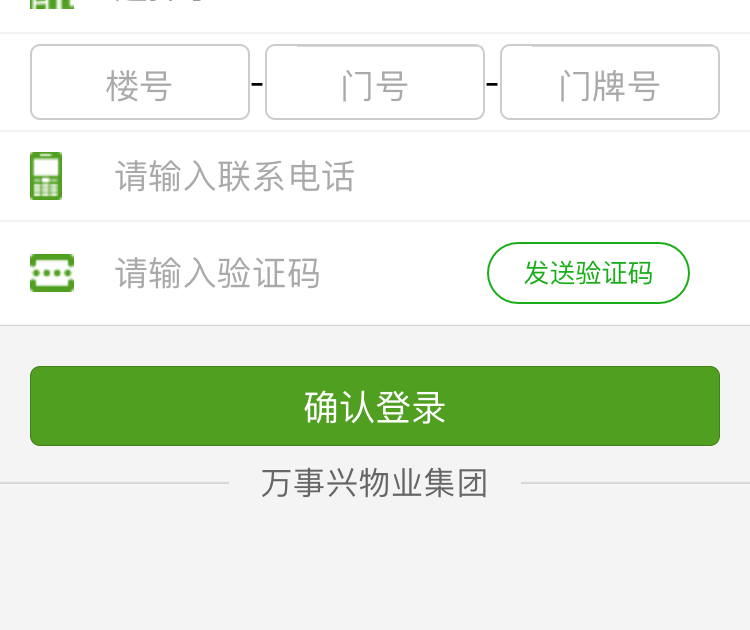 楼号-门号-门牌号
请输入联系电话
请输入验证码 发送验证码
确认登录
万事兴物业集团